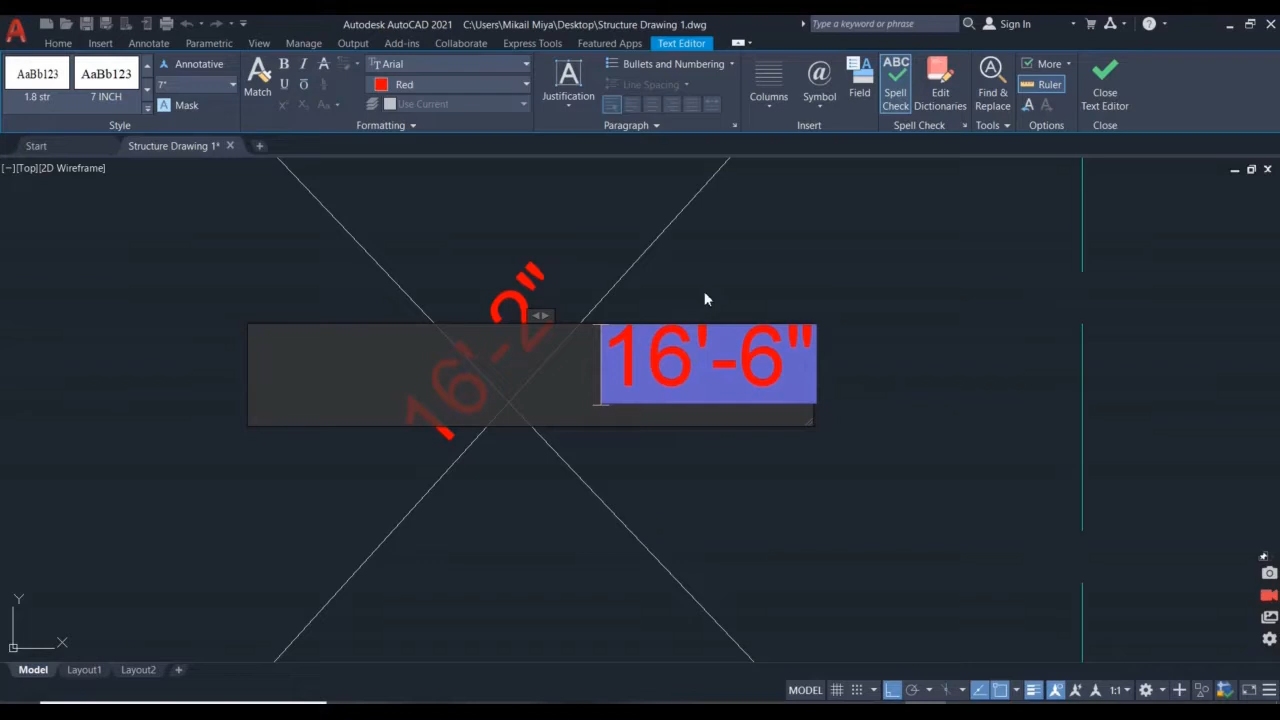 Autodesk AutoCAD 2021 C:\Users\Mikail Miya\Desktop\Structure Drawing 1.dwg
Type a keyword or phrase
Sign In
Home Insert Annotate Parametric View Manage Output Add-ins Collaborate Express Tools Featured Apps Text Editor
AaBb123
1.8 str
AaBb123
7 INCH
Annotative
7"
Mask
Style
Match
Arial
Red
Use Current
Formatting
Justification
Bullets and Numbering
Line Spacing
Paragraph
Columns
Symbol
Field
Insert
ABC
Spell
Check
Edit
Dictionaries
Spell Check
Find &
Replace
Tools
More
Ruler
Options
Close
Text Editor
Close
Start
Structure Drawing 1*
[−][Top][2D Wireframe]
16'-2"
16'-6"
Y
X
Model Layout1 Layout2
MODEL
1:1